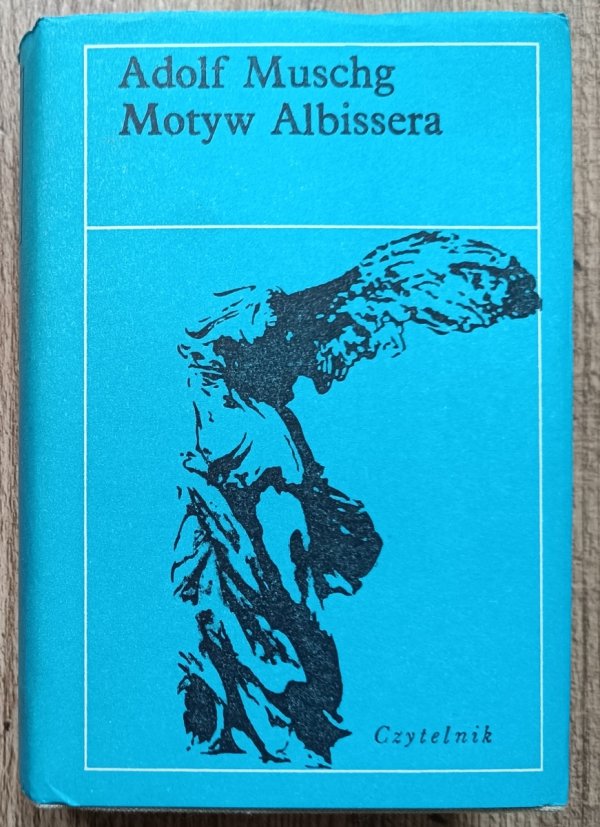 Adolf Muschg
Motyw Albissera
Czytelnik